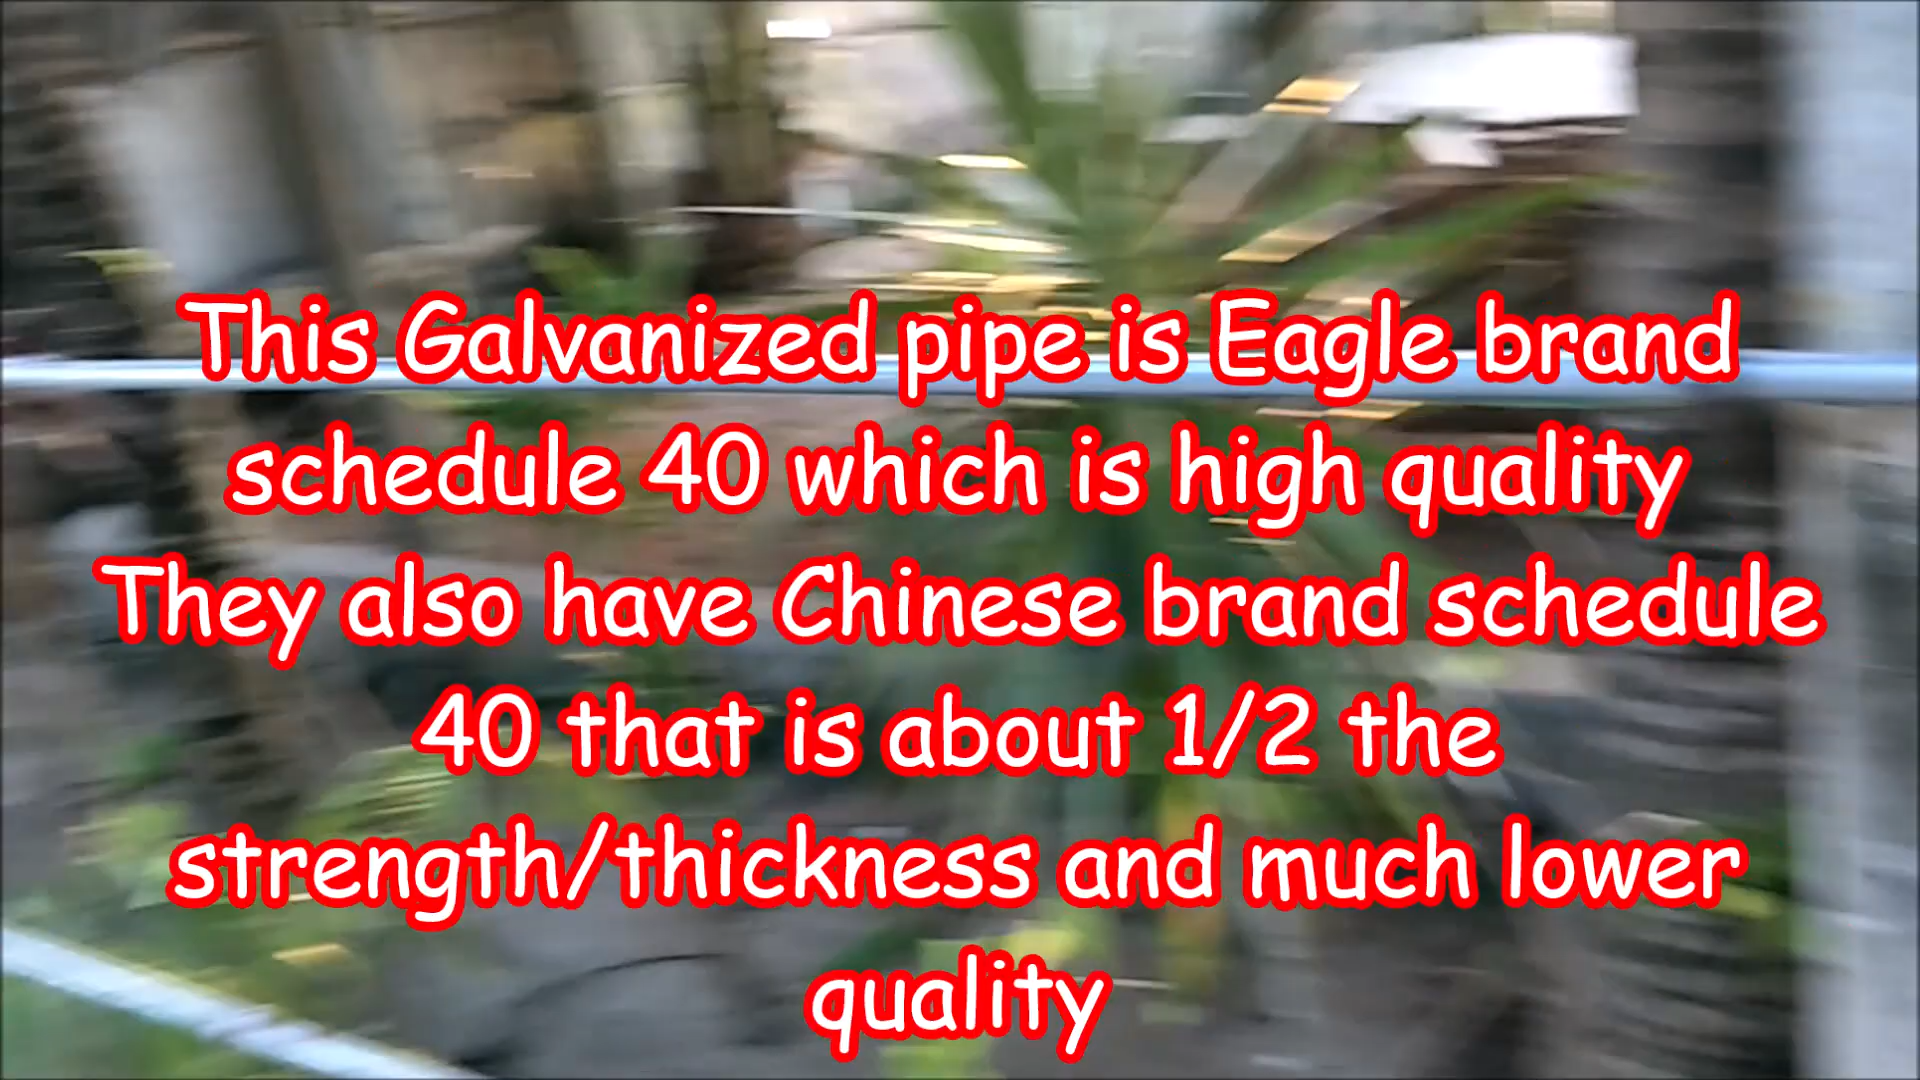 This Galvanized pipe is Eagle brand
schedule 40 which is high quality
They also have Chinese brand schedule
40 that is about 1/2 the
strength/thickness and much lower
quality